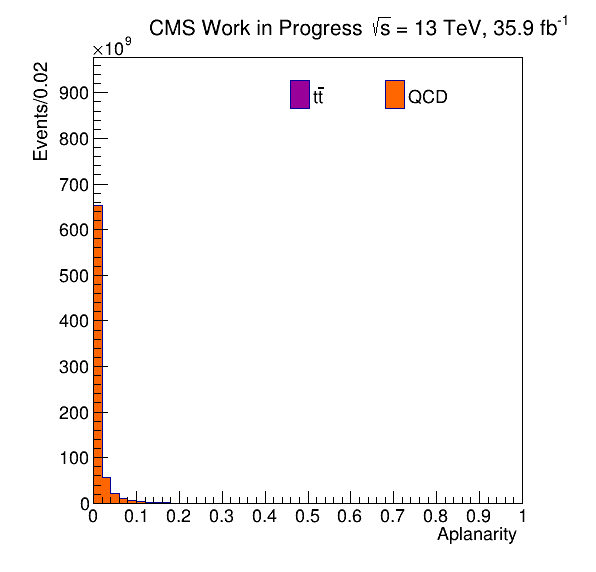 CMS Work in Progress √s = 13 TeV, 35.9 fb⁻¹
×10⁹
Events/0.02
tt̄
QCD
900
800
700
600
500
400
300
200
100
0
0 0.1 0.2 0.3 0.4 0.5 0.6 0.7 0.8 0.9 1
Aplanarity